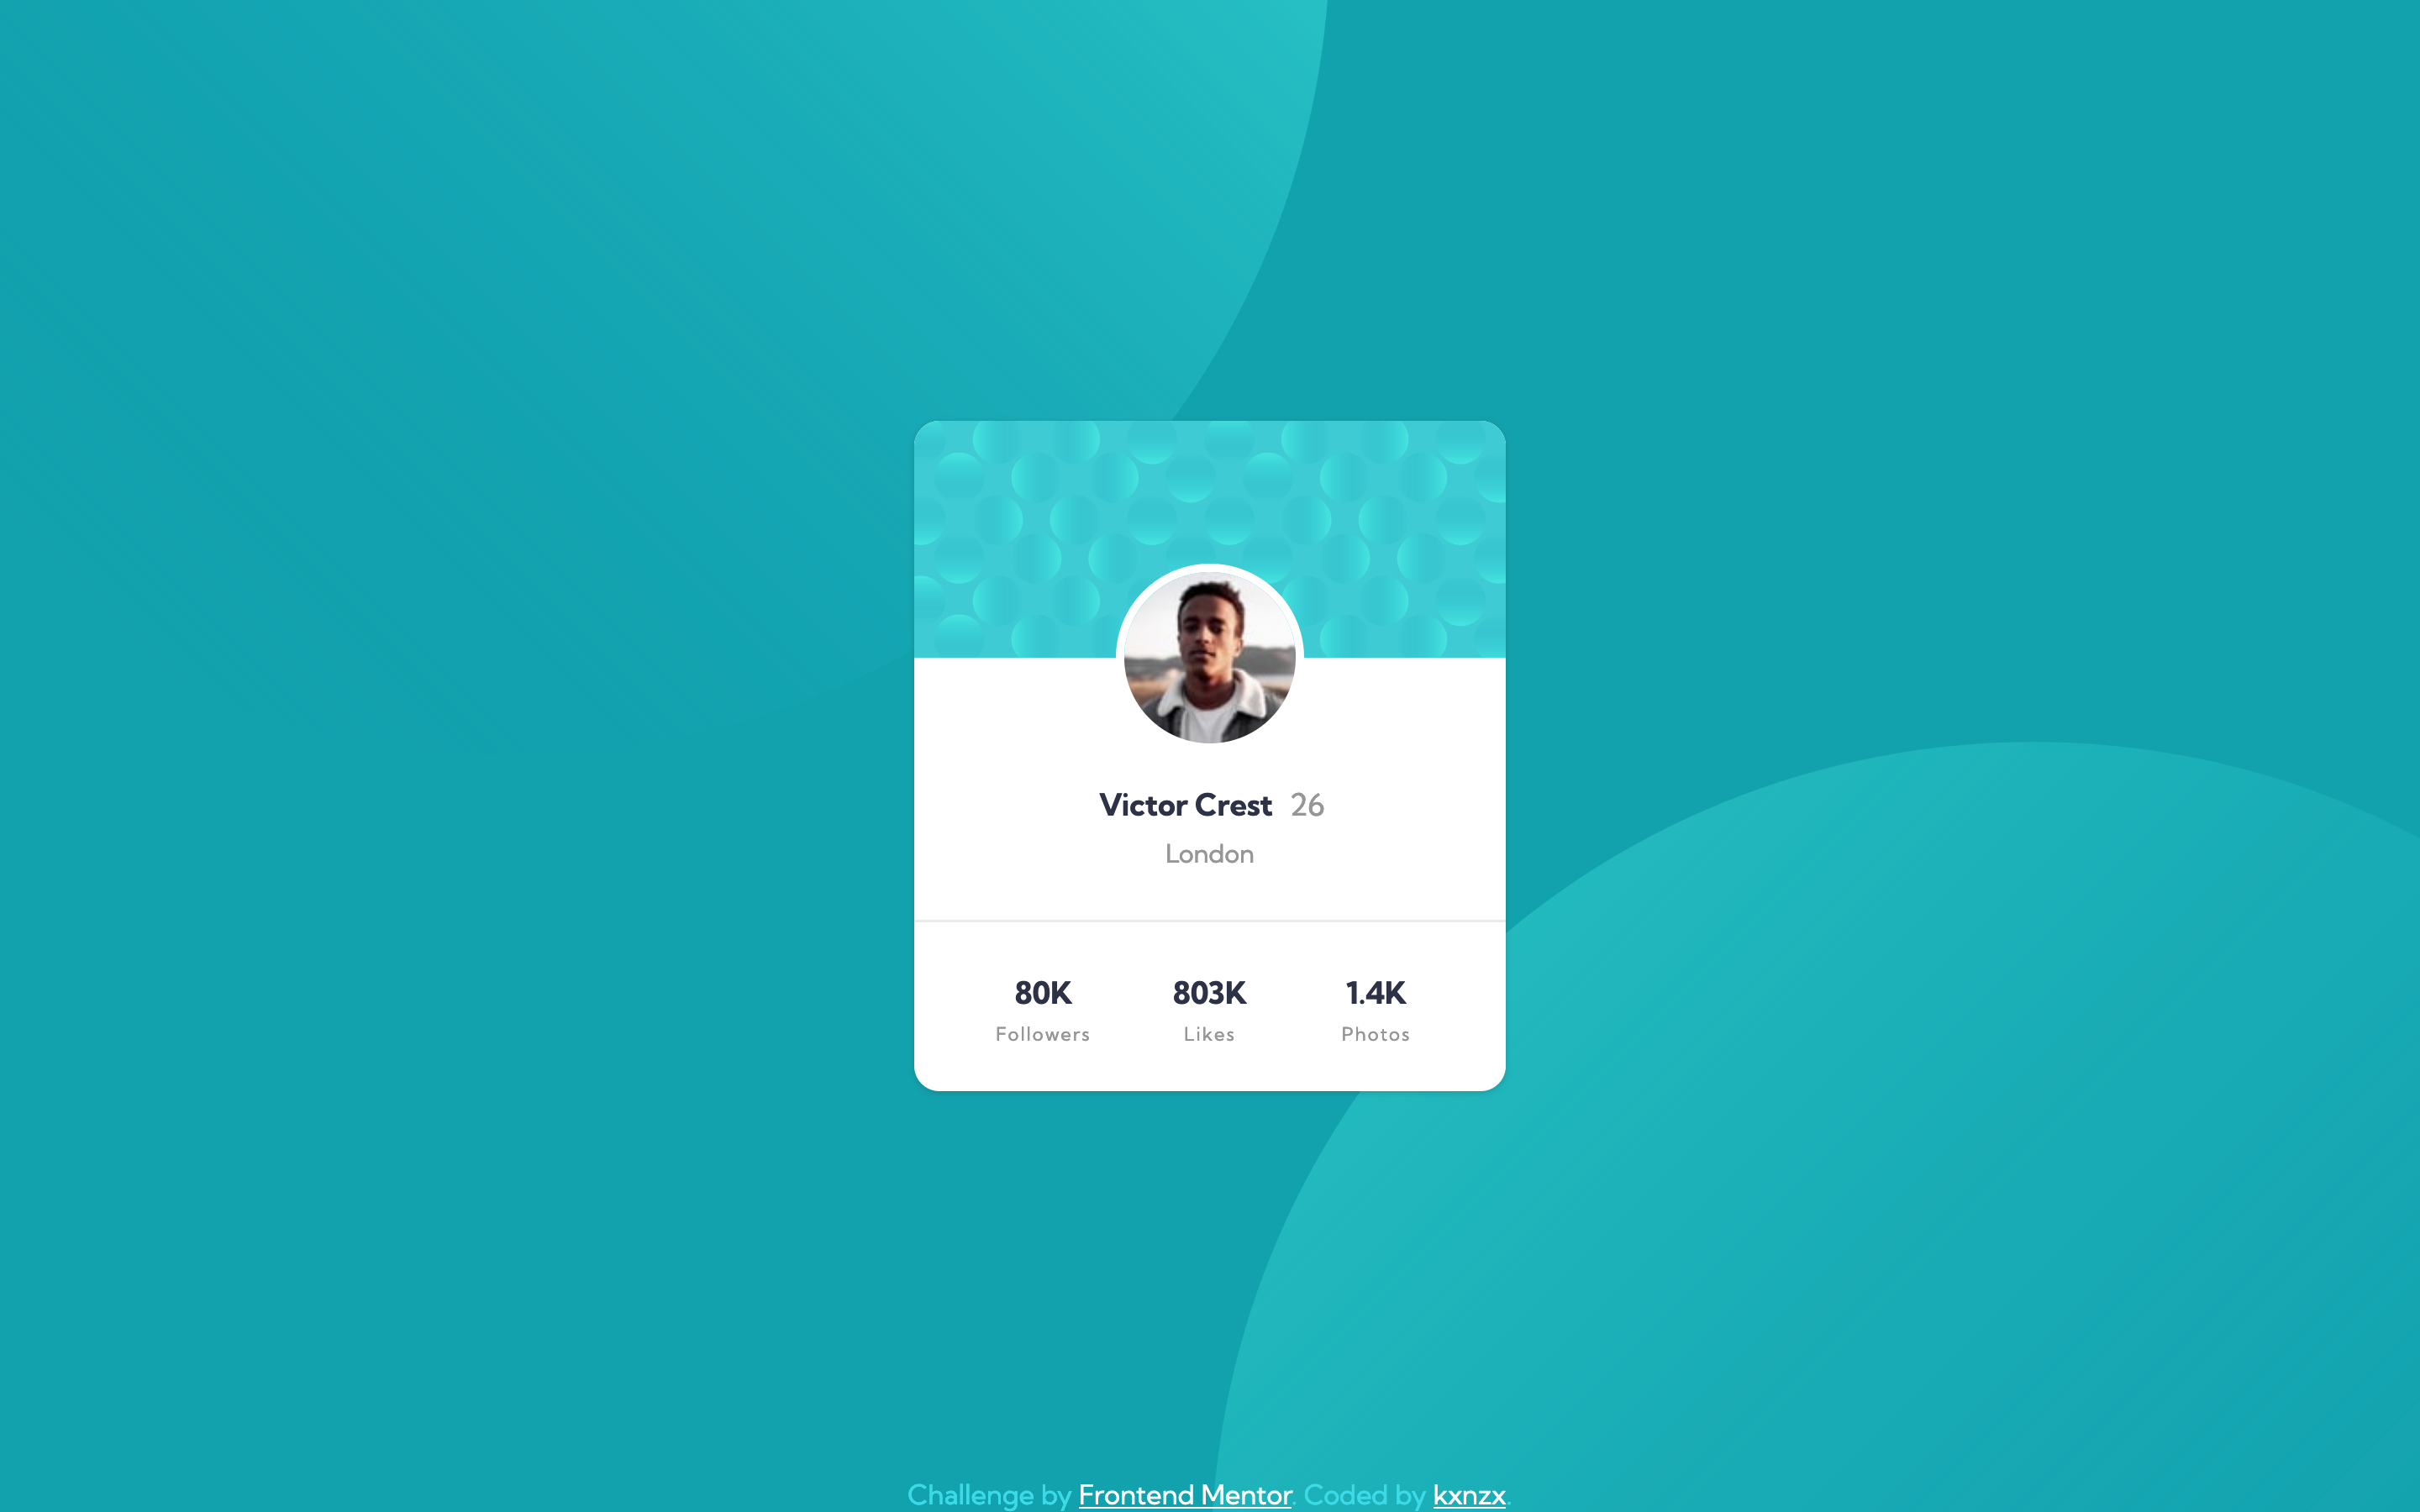 Victor Crest 26
London
80K 803K 1.4K
Followers Likes Photos
Challenge by Frontend Mentor. Coded by kxnzx.